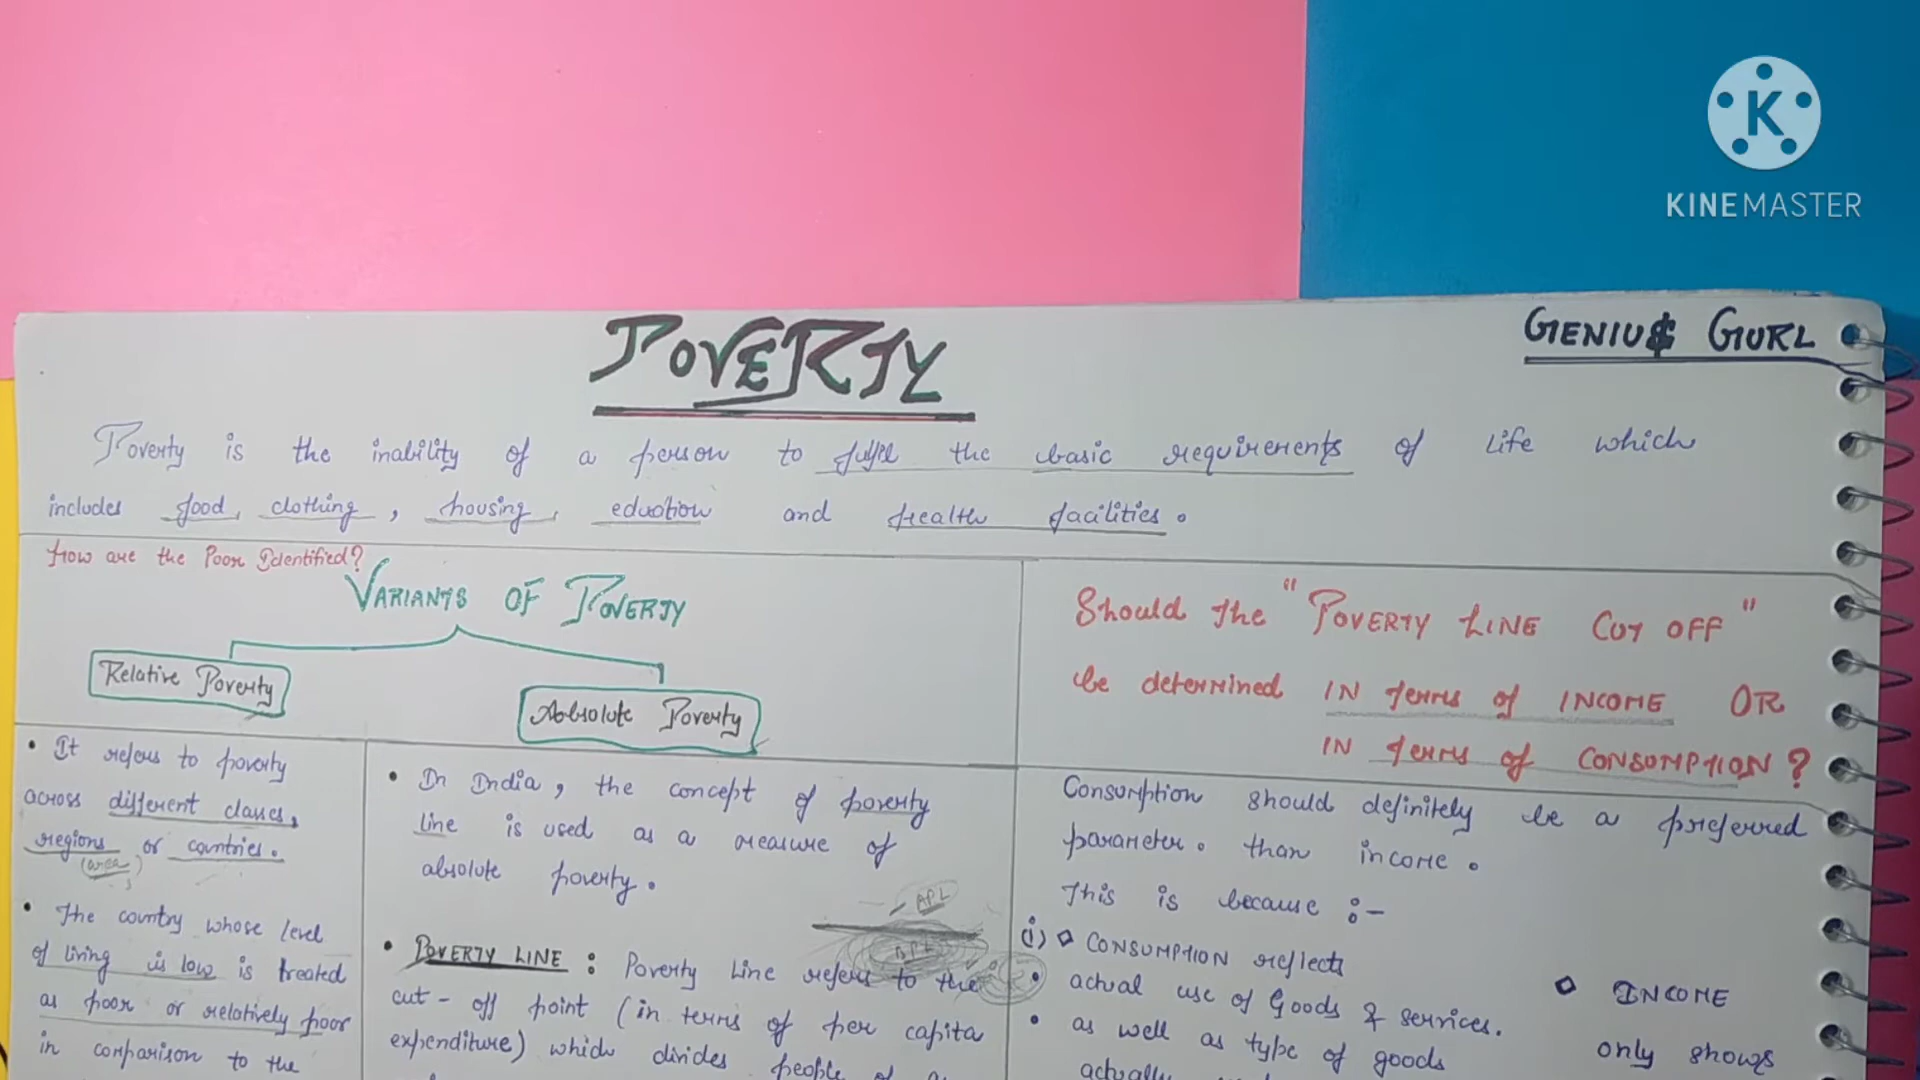 K
KINEMASTER
POVERTY
GENIU$ GURL
Poverty is the inability of a person to fulfil the basic requirements of life which
includes food, clothing, housing, eduction and health facilities.
How are the Poor Identified?
VARIANTS OF POVERTY
Relative Poverty
Absolute Poverty
• It refers to poverty
across different classes,
regions or countries.
(area)
• The country whose level
of living is low is treated
as poor or relatively poor
in comparison to the
• In India, the concept of poverty
line is used as a measure of
absolute poverty.
APL
BPL
• POVERTY LINE : Poverty Line refers to the
cut-off point (in terms of per capita
expenditure) which divides people of a
Should the "POVERTY LINE CUT OFF"
be determined IN terms of INCOME OR
IN terms of CONSUMPTION?
Consumption should definitely be a preferred
parameter. than income.
This is because :-
(i) CONSUMPTION reflects
• actual use of Goods & services.
• as well as type of goods
actually
INCOME
only shows